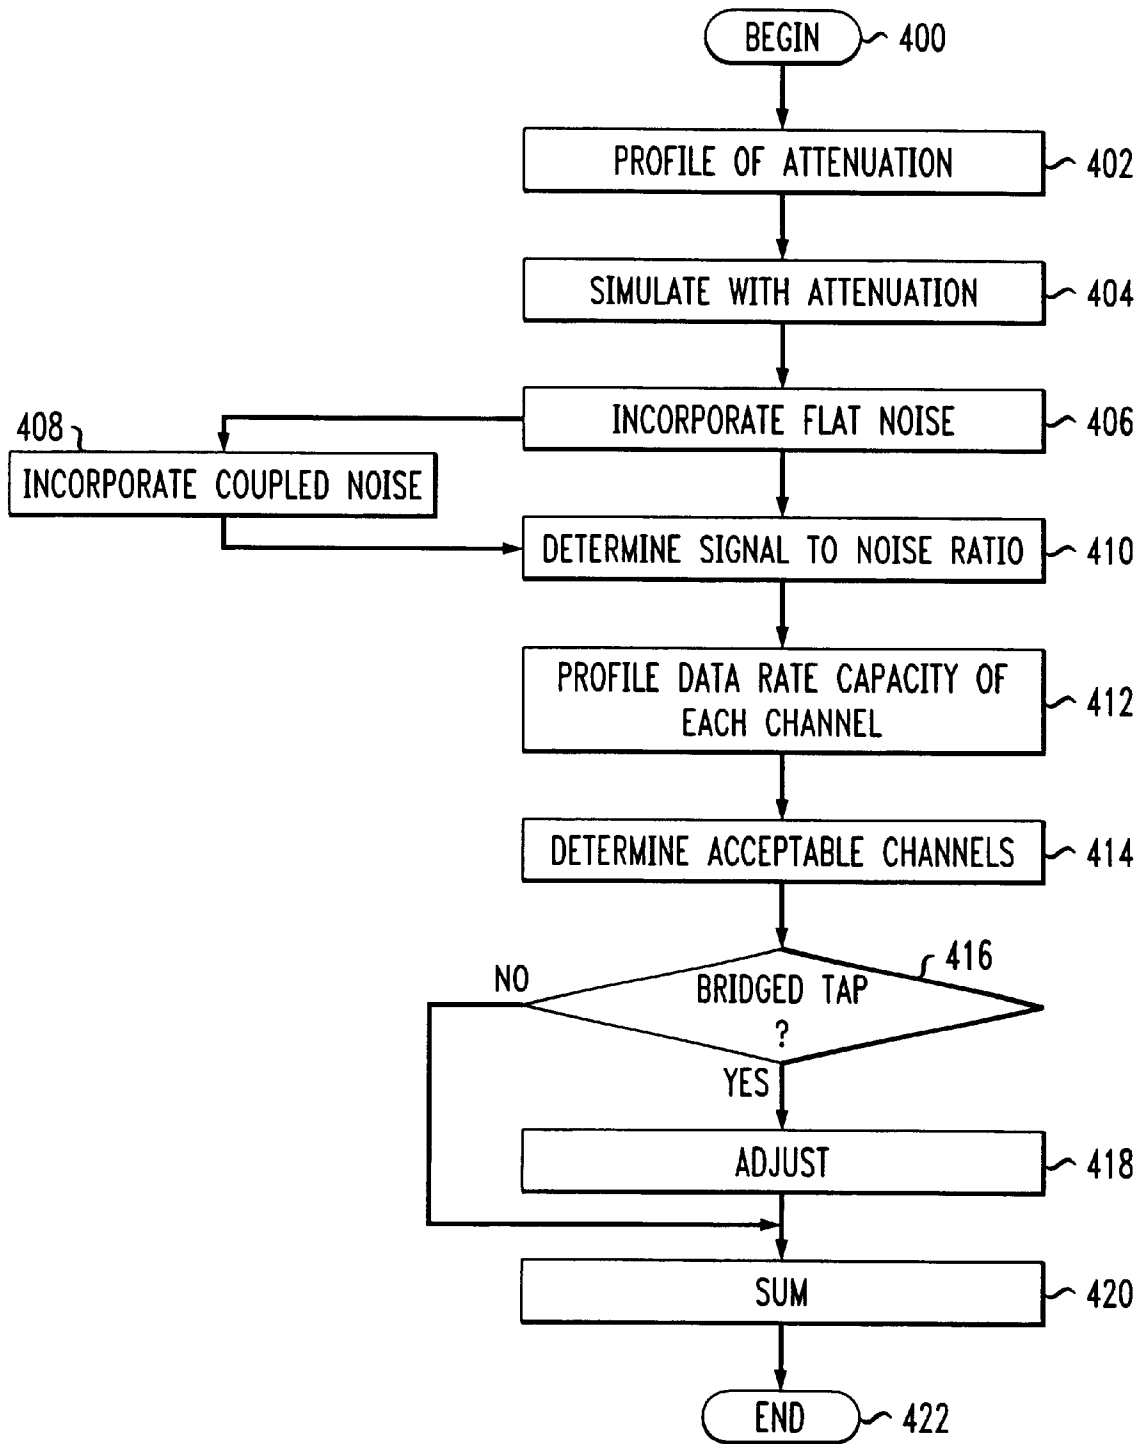 BEGIN 400
PROFILE OF ATTENUATION 402
SIMULATE WITH ATTENUATION 404
INCORPORATE FLAT NOISE 406
408
INCORPORATE COUPLED NOISE
DETERMINE SIGNAL TO NOISE RATIO 410
PROFILE DATA RATE CAPACITY OF
EACH CHANNEL
412
DETERMINE ACCEPTABLE CHANNELS 414
416
NO
BRIDGED TAP
?
YES
ADJUST 418
SUM 420
END 422